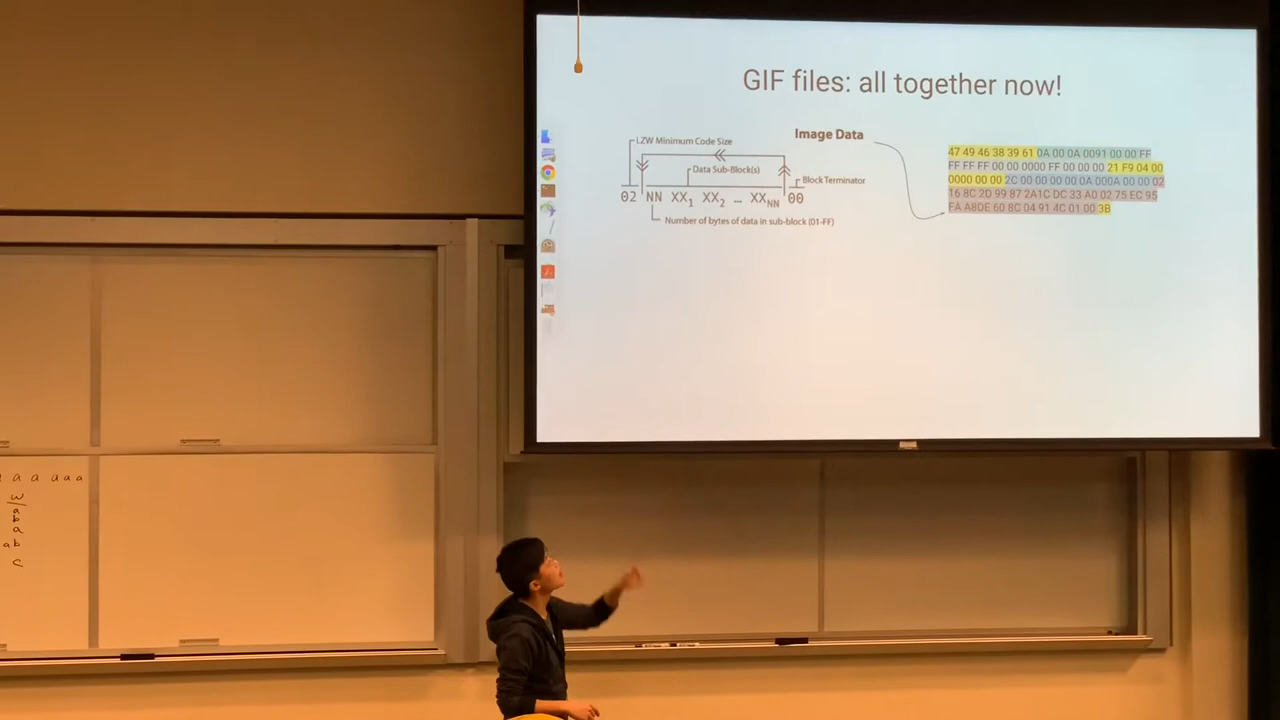 GIF files: all together now!
LZW Minimum Code Size
Data Sub-Block(s)
Block Terminator
02 NN XX1 XX2 … XXNN 00
Number of bytes of data in sub-block (01-FF)
Image Data
47 49 46 38 39 61 0A 00 0A 0091 00 00 FF
FF FF FF 00 00 0000 FF 00 00 00 21 F9 04 00
0000 00 00 2C 00 00 00 00 0A 000A 00 00 02
16 8C 2D 99 87 2A1C DC 33 A0 02 75 EC 95
FA A8DE 60 8C 04 91 4C 01 00 3B
a a a a a
w/
a
b
a
a b
c